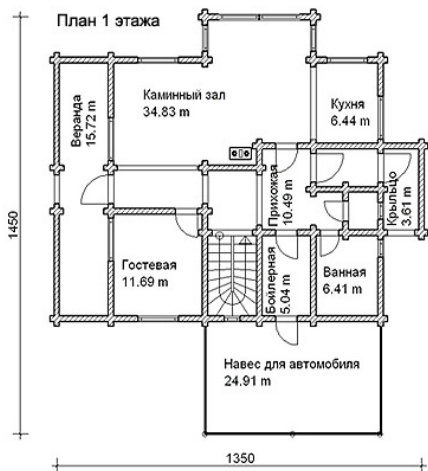 План 1 этажа
Каминный зал
34.83 m
Кухня
6.44 m
Веранда
15.72 m
Прихожая
10.49 m
Крыльцо
3.61 m
Гостевая
11.69 m
Бойлерная
5.04 m
Ванная
6.41 m
Навес для автомобиля
24.91 m
1450
1350